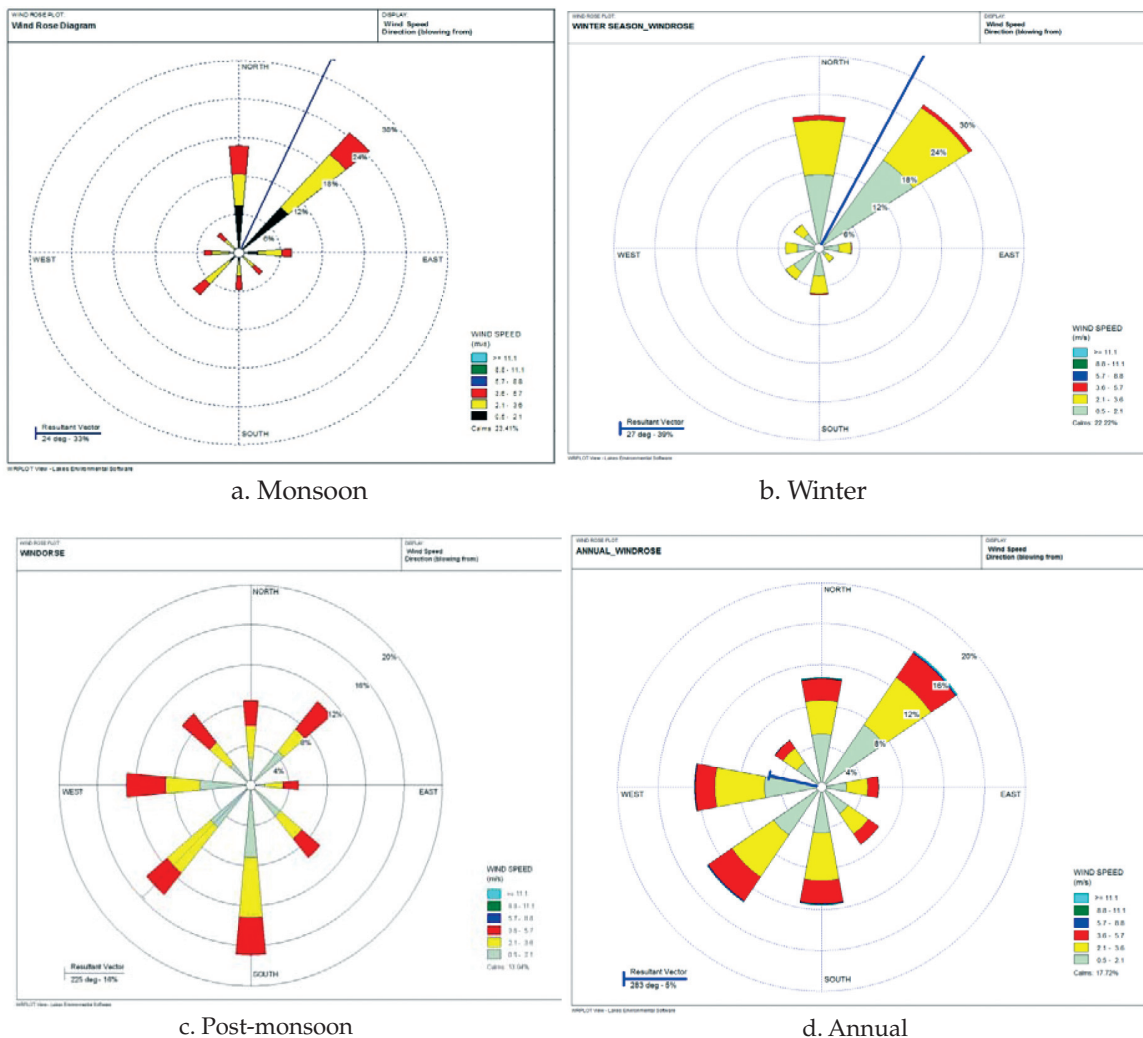 WIND ROSE PLOT:
Wind Rose Diagram
DISPLAY:
Wind Speed
Direction (blowing from)
NORTH
30%
24%
18%
12%
6%
WEST
EAST
WIND SPEED
(m/s)
>= 11.1
8.8 - 11.1
5.7 - 8.8
3.6 - 5.7
2.1 - 3.6
0.5 - 2.1
Calms: 23.41%
SOUTH
Resultant Vector
24 deg - 33%
WRPLOT View - Lakes Environmental Software
a. Monsoon
WIND ROSE PLOT:
WINTER SEASON_WINDROSE
DISPLAY:
Wind Speed
Direction (blowing from)
NORTH
30%
24%
18%
12%
6%
WEST
EAST
WIND SPEED
(m/s)
>= 11.1
8.8 - 11.1
5.7 - 8.8
3.6 - 5.7
2.1 - 3.6
0.5 - 2.1
Calms: 22.22%
SOUTH
Resultant Vector
27 deg - 39%
WRPLOT View - Lakes Environmental Software
b. Winter
WIND ROSE PLOT:
WINDORSE
DISPLAY:
Wind Speed
Direction (blowing from)
NORTH
20%
16%
12%
8%
4%
WEST
EAST
WIND SPEED
(m/s)
>= 11.1
8.8 - 11.1
5.7 - 8.8
3.6 - 5.7
2.1 - 3.6
0.5 - 2.1
SOUTH
Resultant Vector
225 deg - 16%
WRPLOT View - Lakes Environmental Software
c. Post-monsoon
WIND ROSE PLOT:
ANNUAL_WINDROSE
DISPLAY:
Wind Speed
Direction (blowing from)
NORTH
20%
16%
12%
8%
4%
WEST
EAST
WIND SPEED
(m/s)
>= 11.1
8.8 - 11.1
5.7 - 8.8
3.6 - 5.7
2.1 - 3.6
0.5 - 2.1
Calms: 17.72%
SOUTH
Resultant Vector
283 deg - 5%
WRPLOT View - Lakes Environmental Software
d. Annual